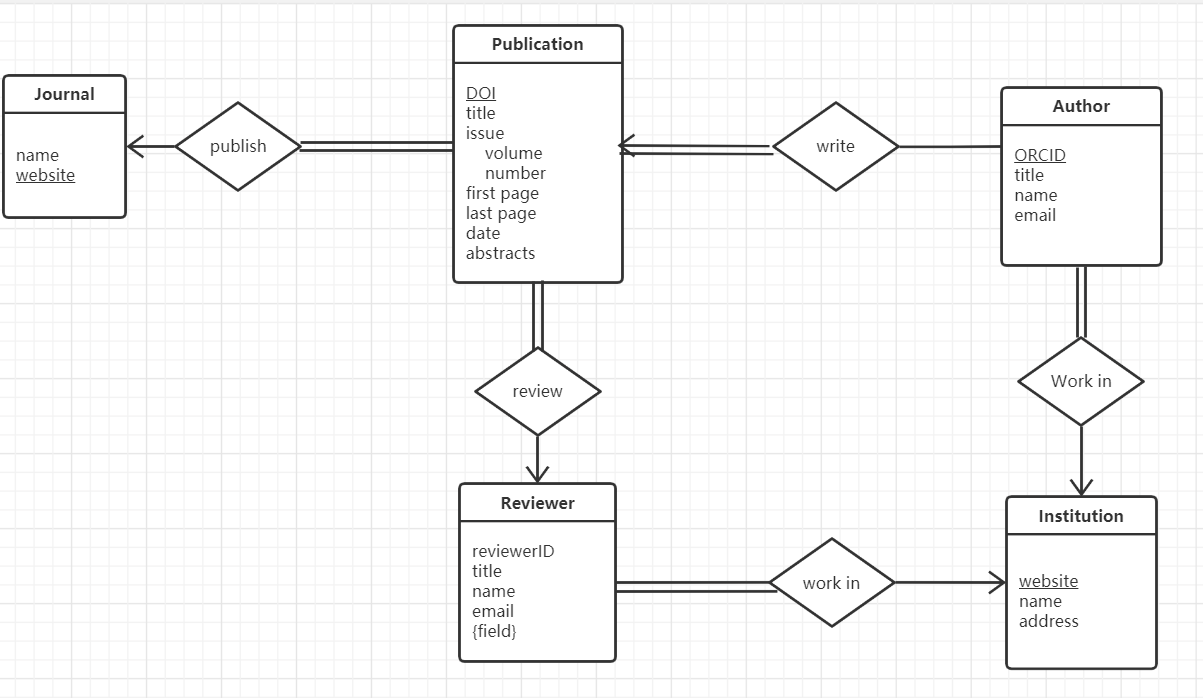 Journal
name
website
publish
Publication
DOI
title
issue
volume
number
first page
last page
date
abstracts
write
Author
ORCID
title
name
email
review
Work in
Reviewer
reviewerID
title
name
email
{field}
work in
Institution
website
name
address